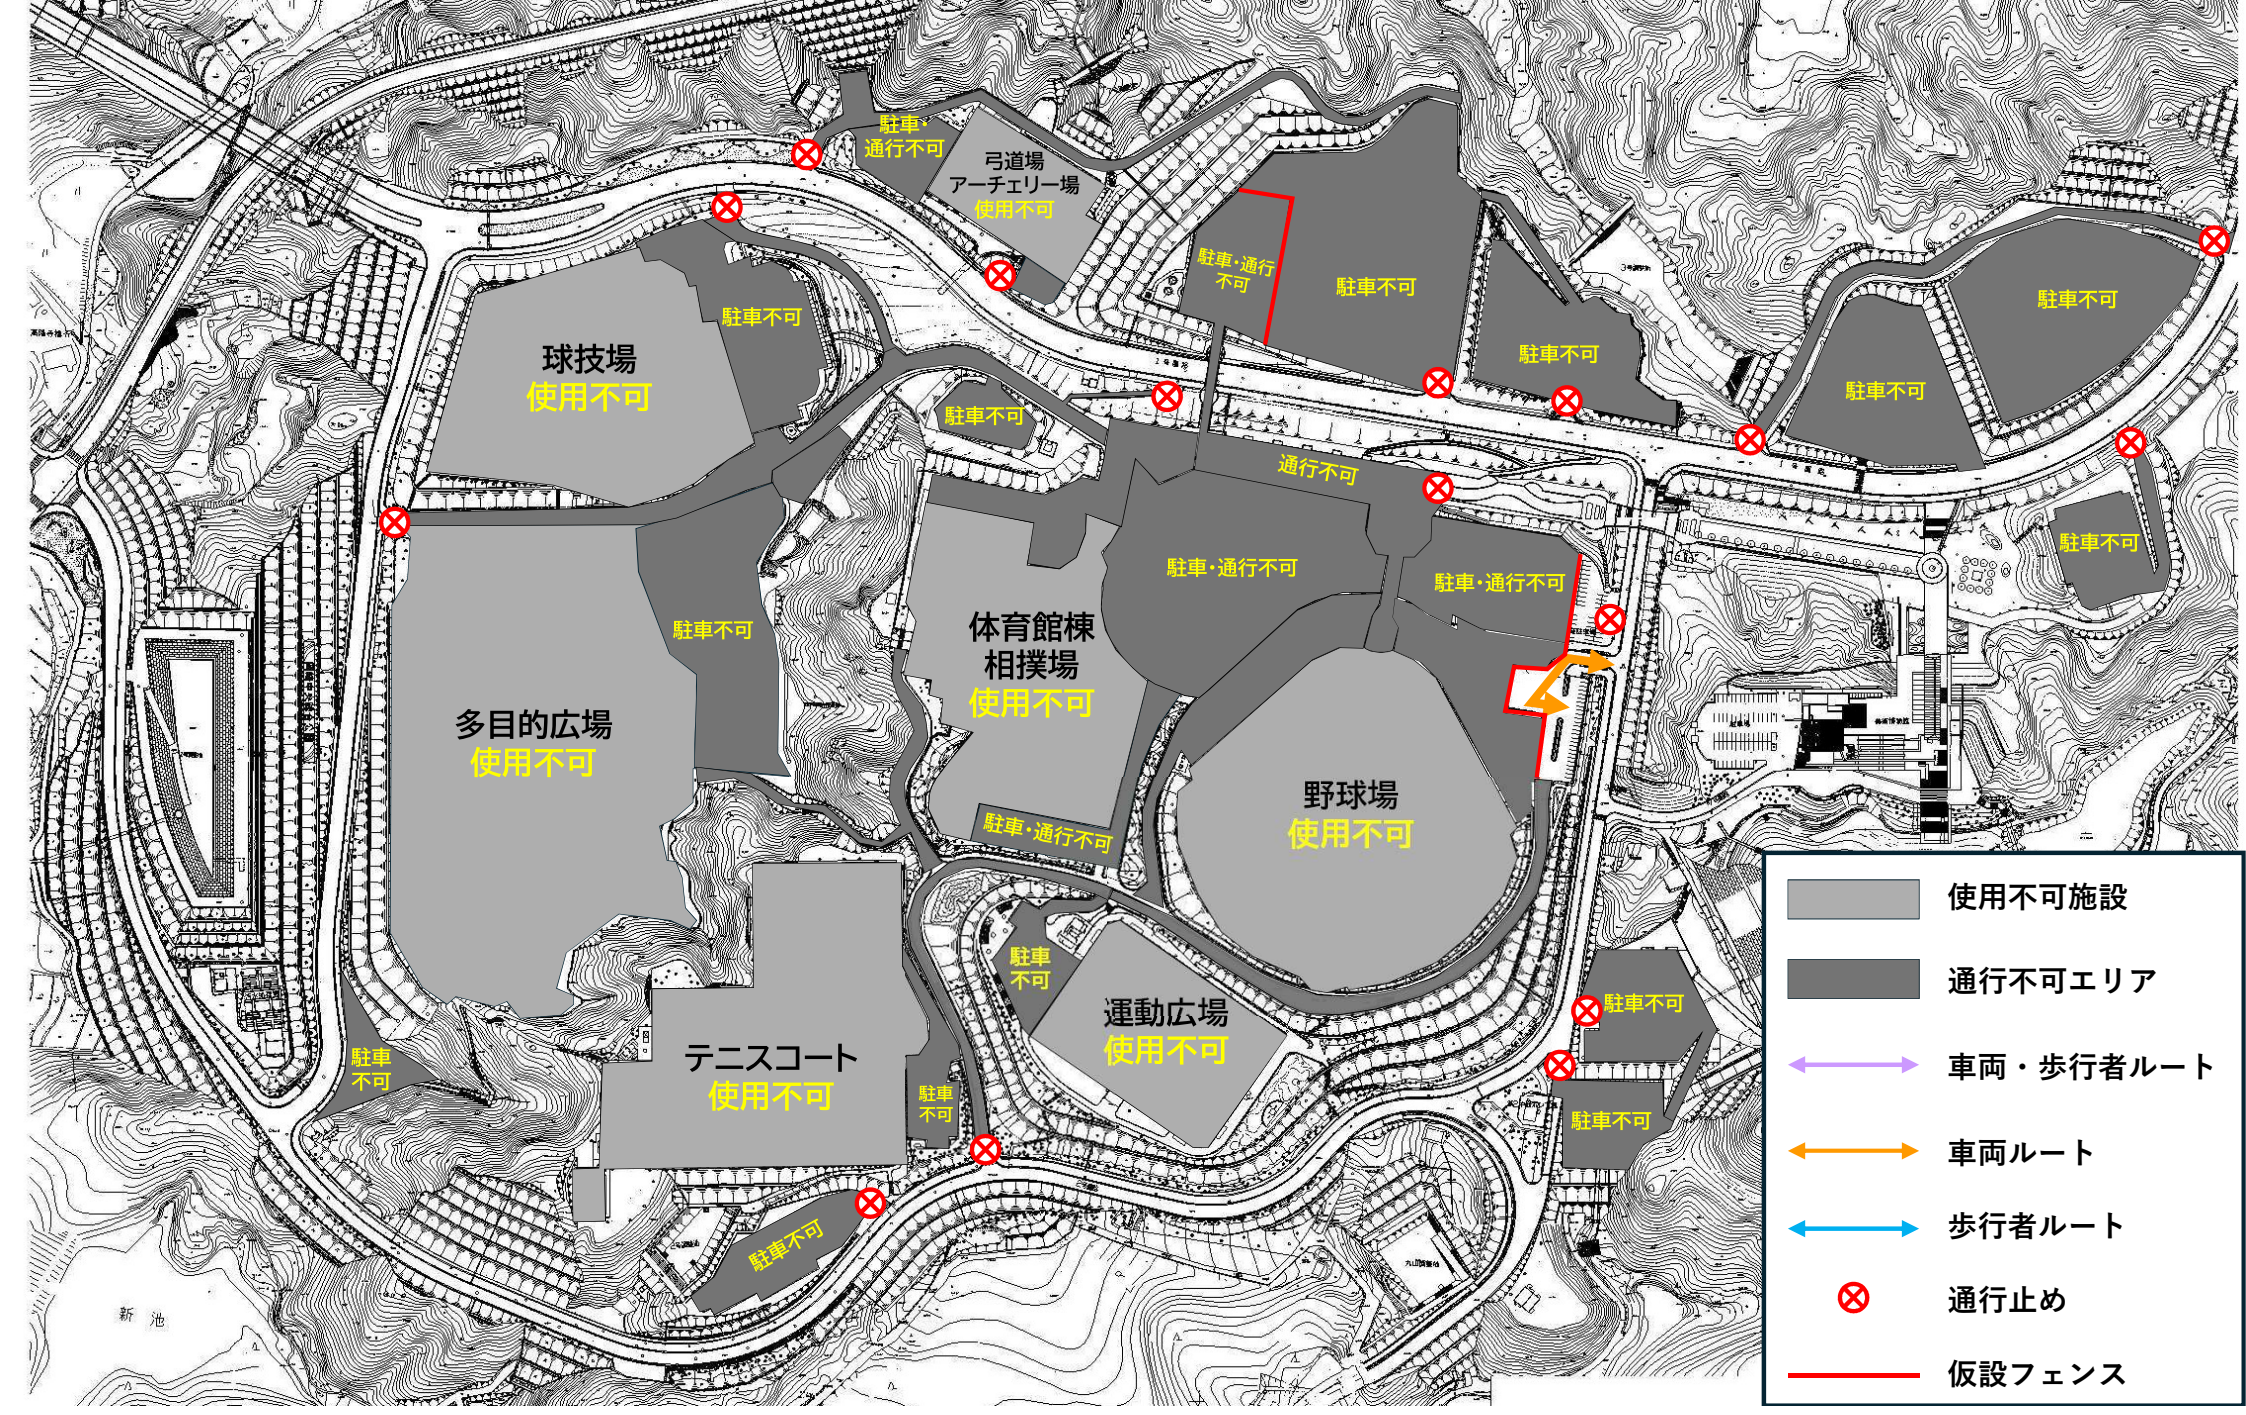 駐車・
通行不可
弓道場
アーチェリー場
使用不可
駐車・通行
不可
駐車不可
駐車不可
駐車不可
駐車不可
駐車不可
球技場
使用不可
駐車不可
通行不可
駐車・通行不可
駐車・通行不可
駐車不可
駐車不可
体育館棟
相撲場
使用不可
多目的広場
使用不可
駐車・通行不可
野球場
使用不可
駐車
不可
運動広場
使用不可
駐車不可
駐車不可
テニスコート
使用不可
駐車
不可
駐車
不可
駐車不可
新池
使用不可施設
通行不可エリア
車両・歩行者ルート
車両ルート
歩行者ルート
通行止め
仮設フェンス